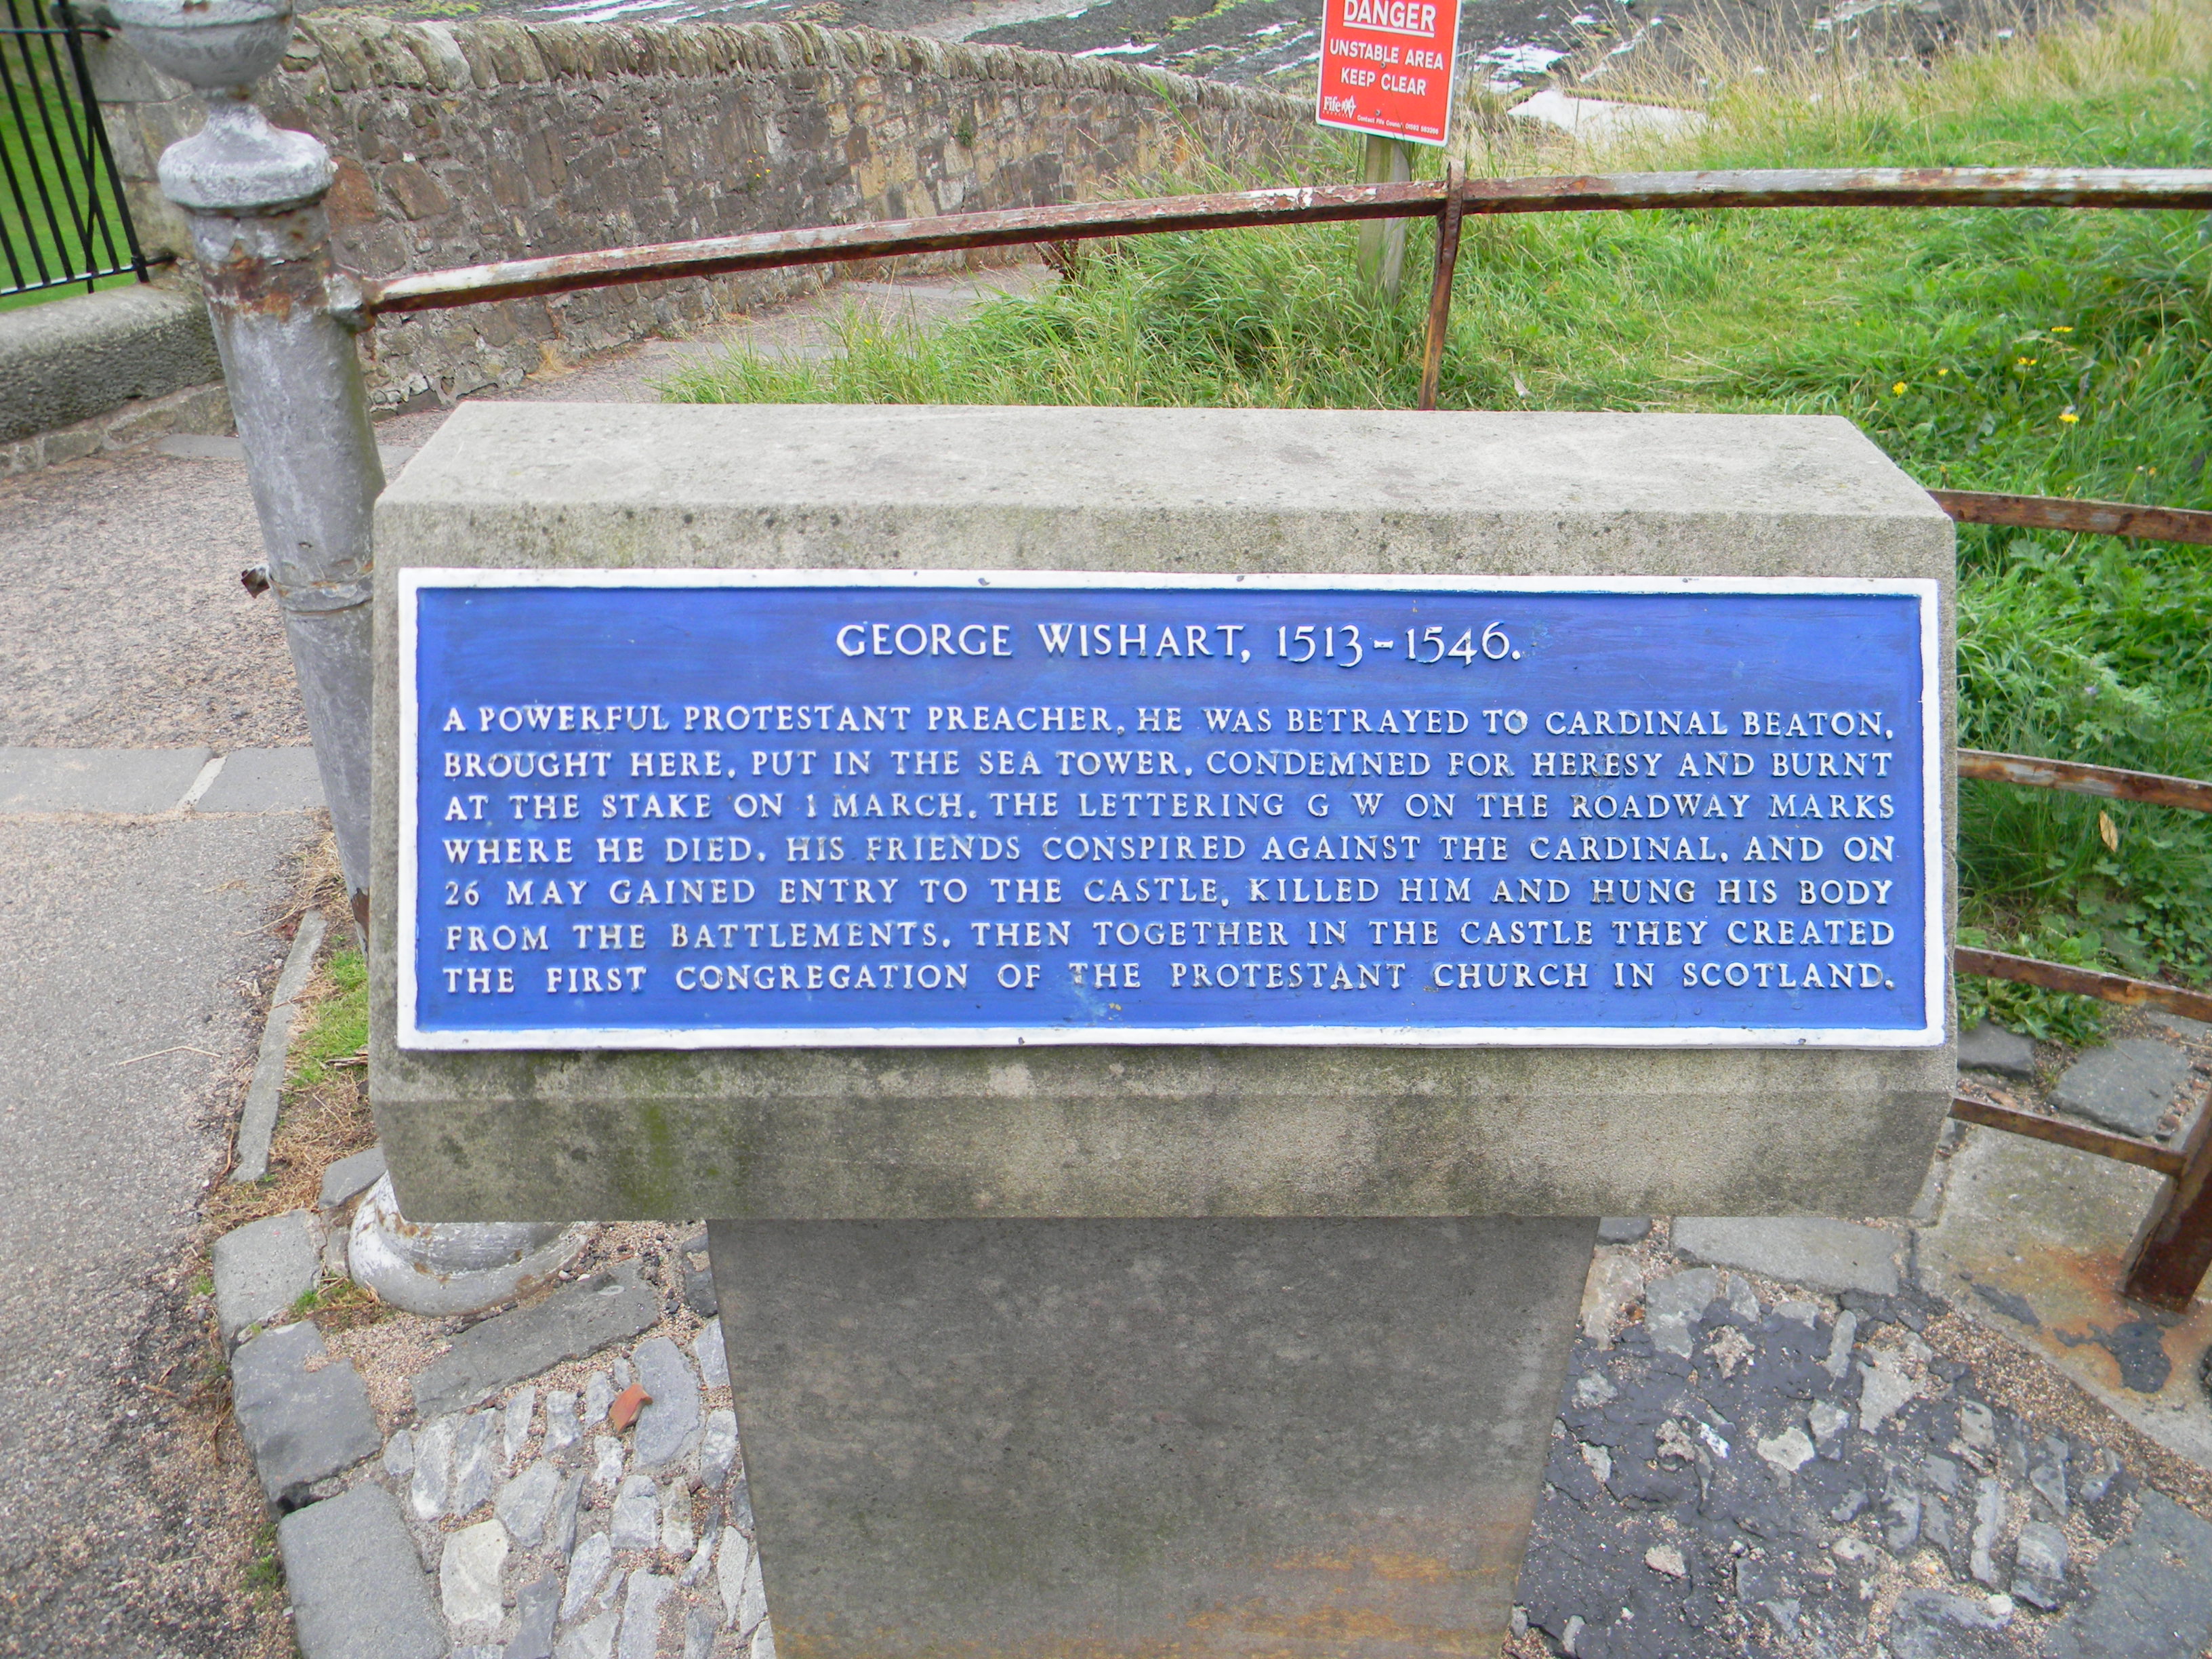 DANGER
UNSTABLE AREA
KEEP CLEAR
Fife
GEORGE WISHART, 1513-1546.
A POWERFUL PROTESTANT PREACHER, HE WAS BETRAYED TO CARDINAL BEATON,
BROUGHT HERE, PUT IN THE SEA TOWER, CONDEMNED FOR HERESY AND BURNT
AT THE STAKE ON 1 MARCH. THE LETTERING G W ON THE ROADWAY MARKS
WHERE HE DIED. HIS FRIENDS CONSPIRED AGAINST THE CARDINAL, AND ON
26 MAY GAINED ENTRY TO THE CASTLE, KILLED HIM AND HUNG HIS BODY
FROM THE BATTLEMENTS. THEN TOGETHER IN THE CASTLE THEY CREATED
THE FIRST CONGREGATION OF THE PROTESTANT CHURCH IN SCOTLAND.